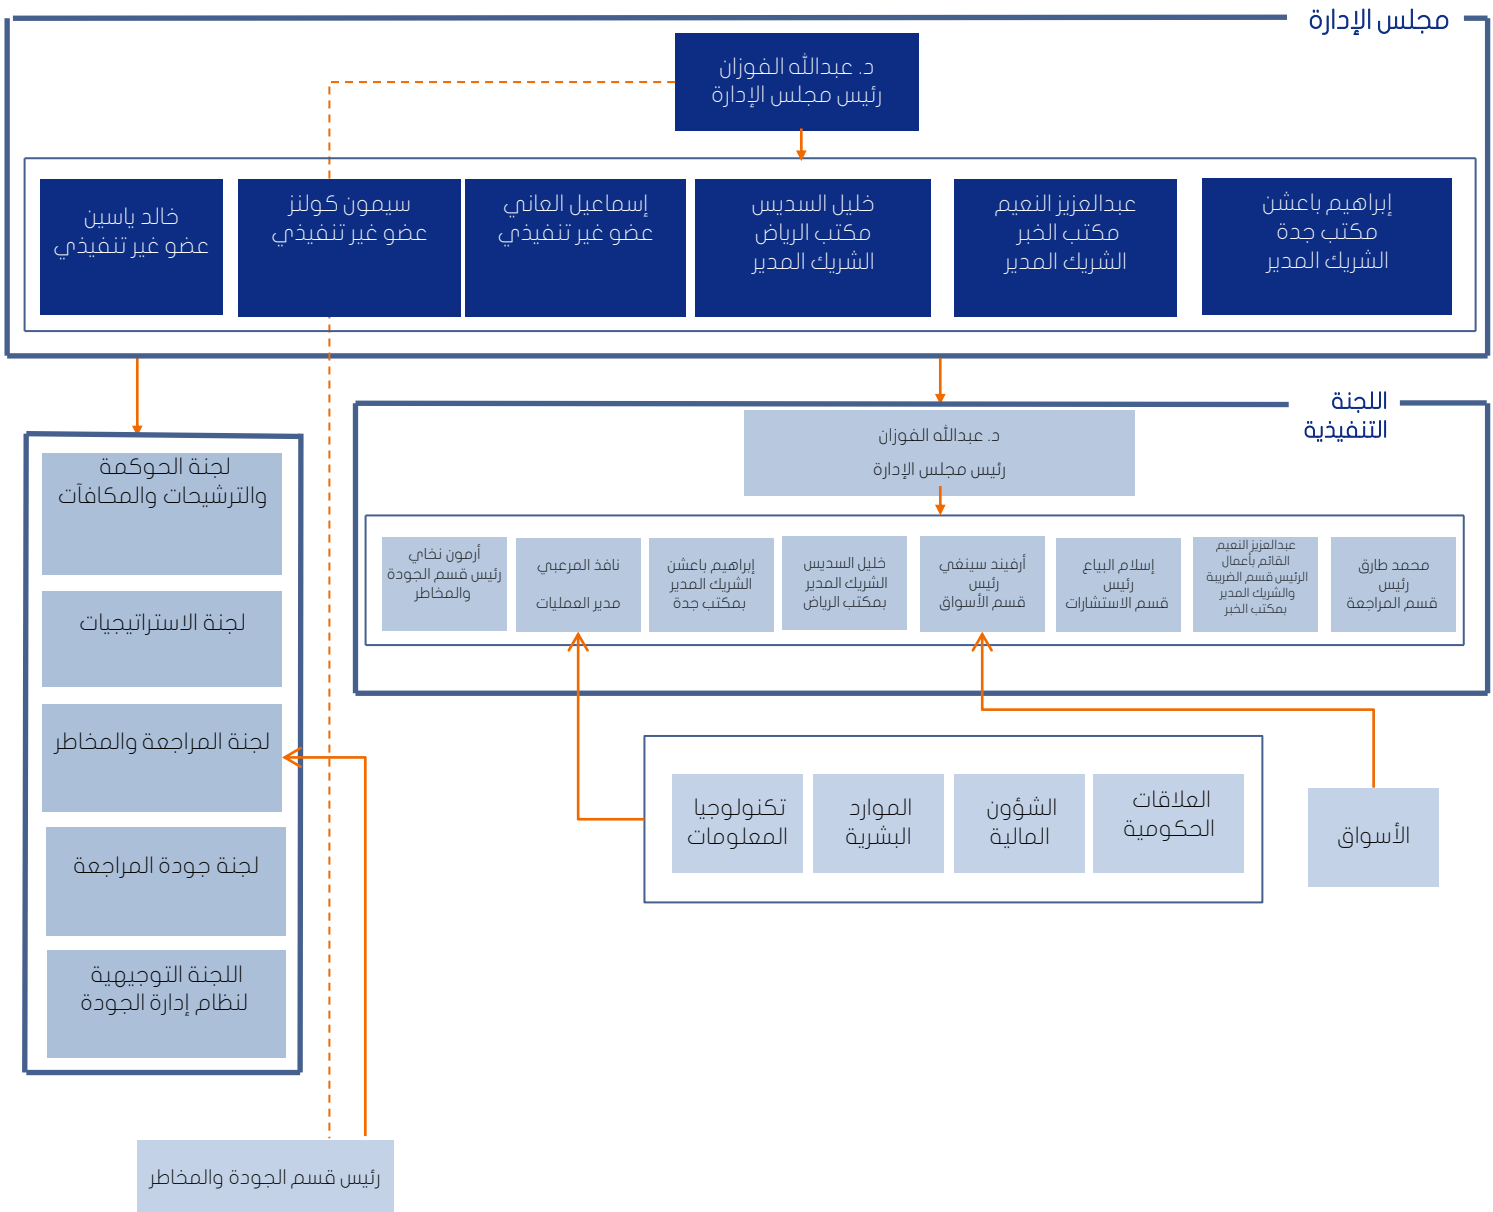 مجلس الإدارة
د. عبدالله الفوزان
رئيس مجلس الإدارة
إبراهيم باعشن
مكتب جدة
الشريك المدير
عبدالعزيز النعيم
مكتب الخبر
الشريك المدير
خليل السديس
مكتب الرياض
الشريك المدير
إسماعيل العاني
عضو غير تنفيذي
سيمون كولنز
عضو غير تنفيذي
خالد ياسين
عضو غير تنفيذي
اللجنة
التنفيذية
د. عبدالله الفوزان
رئيس مجلس الإدارة
محمد طارق
رئيس
قسم المراجعة
عبدالعزيز النعيم
القائم بأعمال
الرئيس قسم الضريبة
والشريك المدير
بمكتب الخبر
إسلام البياع
رئيس
قسم الاستشارات
أرفيند سينغي
رئيس
قسم الأسواق
خليل السديس
الشريك المدير
بمكتب الرياض
إبراهيم باعشن
الشريك المدير
بمكتب جدة
نافذ المرعبي
مدير العمليات
أرمون نخاي
رئيس قسم الجودة
والمخاطر
لجنة الحوكمة
والترشيحات والمكافآت
لجنة الاستراتيجيات
لجنة المراجعة والمخاطر
لجنة جودة المراجعة
اللجنة التوجيهية
لنظام إدارة الجودة
الأسواق
العلاقات
الحكومية
الشؤون
المالية
الموارد
البشرية
تكنولوجيا
المعلومات
رئيس قسم الجودة والمخاطر